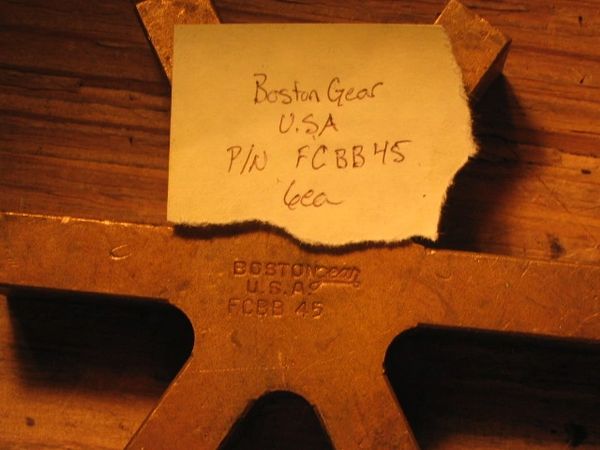 Boston Gear
U.S.A
P/N FCBB45
6ea
BOSTON Gear
U.S.A.
FCBB 45